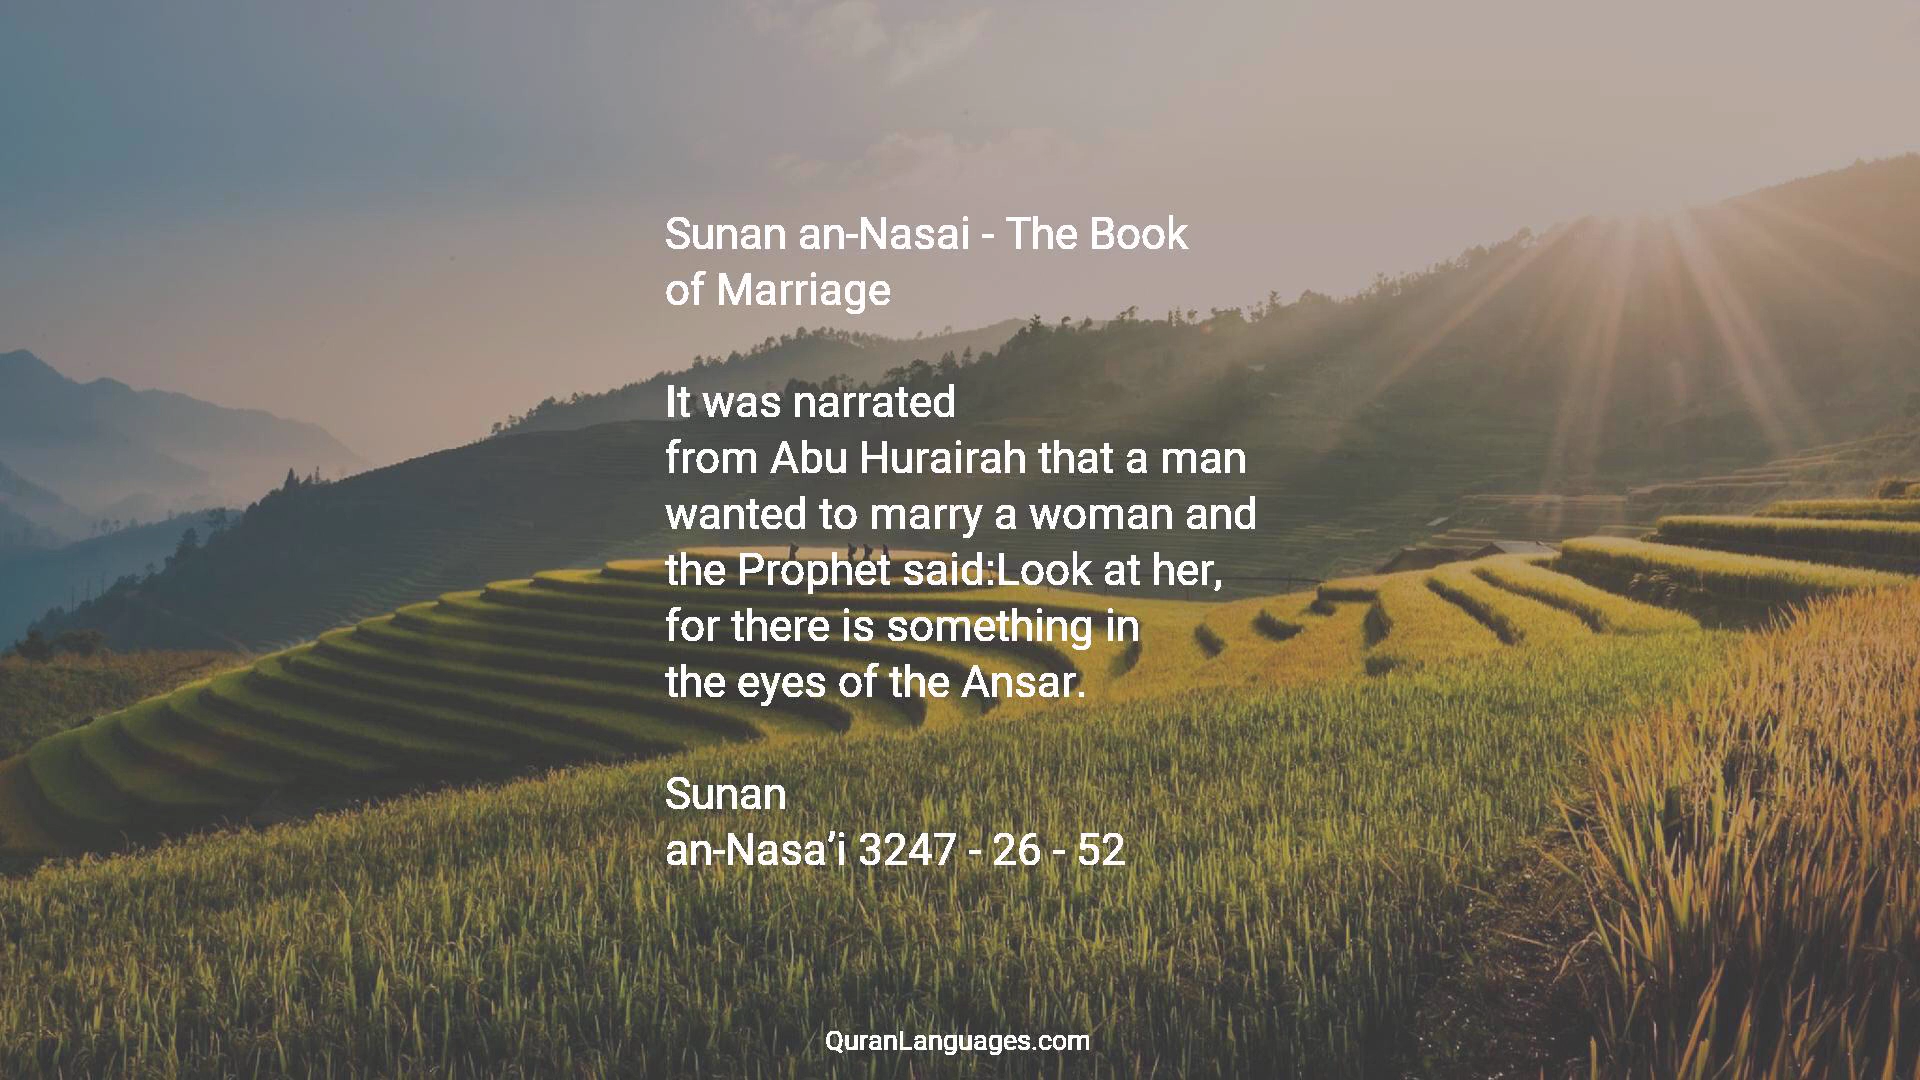 Sunan an-Nasai - The Book
of Marriage
It was narrated
from Abu Hurairah that a man
wanted to marry a woman and
the Prophet said:Look at her,
for there is something in
the eyes of the Ansar.
Sunan
an-Nasa’i 3247 - 26 - 52
QuranLanguages.com